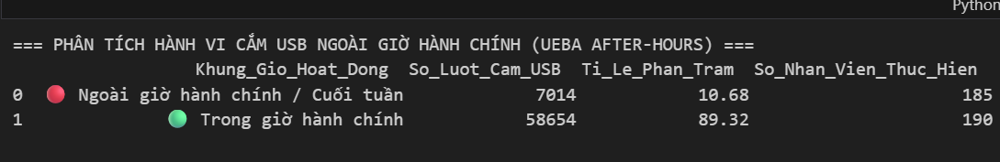 Python
=== PHÂN TÍCH HÀNH VI CẮM USB NGOÀI GIỜ HÀNH CHÍNH (UEBA AFTER-HOURS) ===
Khung_Gio_Hoat_Dong So_Luot_Cam_USB Ti_Le_Phan_Tram So_Nhan_Vien_Thuc_Hien
0 🔴 Ngoài giờ hành chính / Cuối tuần 7014 10.68 185
1 🟢 Trong giờ hành chính 58654 89.32 190